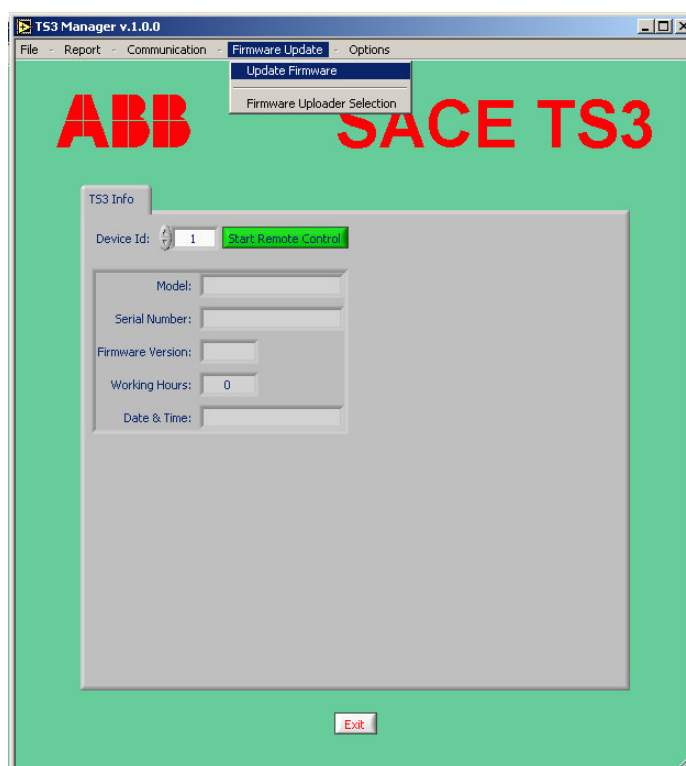 TS3 Manager v.1.0.0
File - Report - Communication - Firmware Update - Options
Update Firmware
Firmware Uploader Selection
ABB
SACE TS3
TS3 Info
Device Id: 1 Start Remote Control
Model:
Serial Number:
Firmware Version:
Working Hours: 0
Date & Time:
Exit